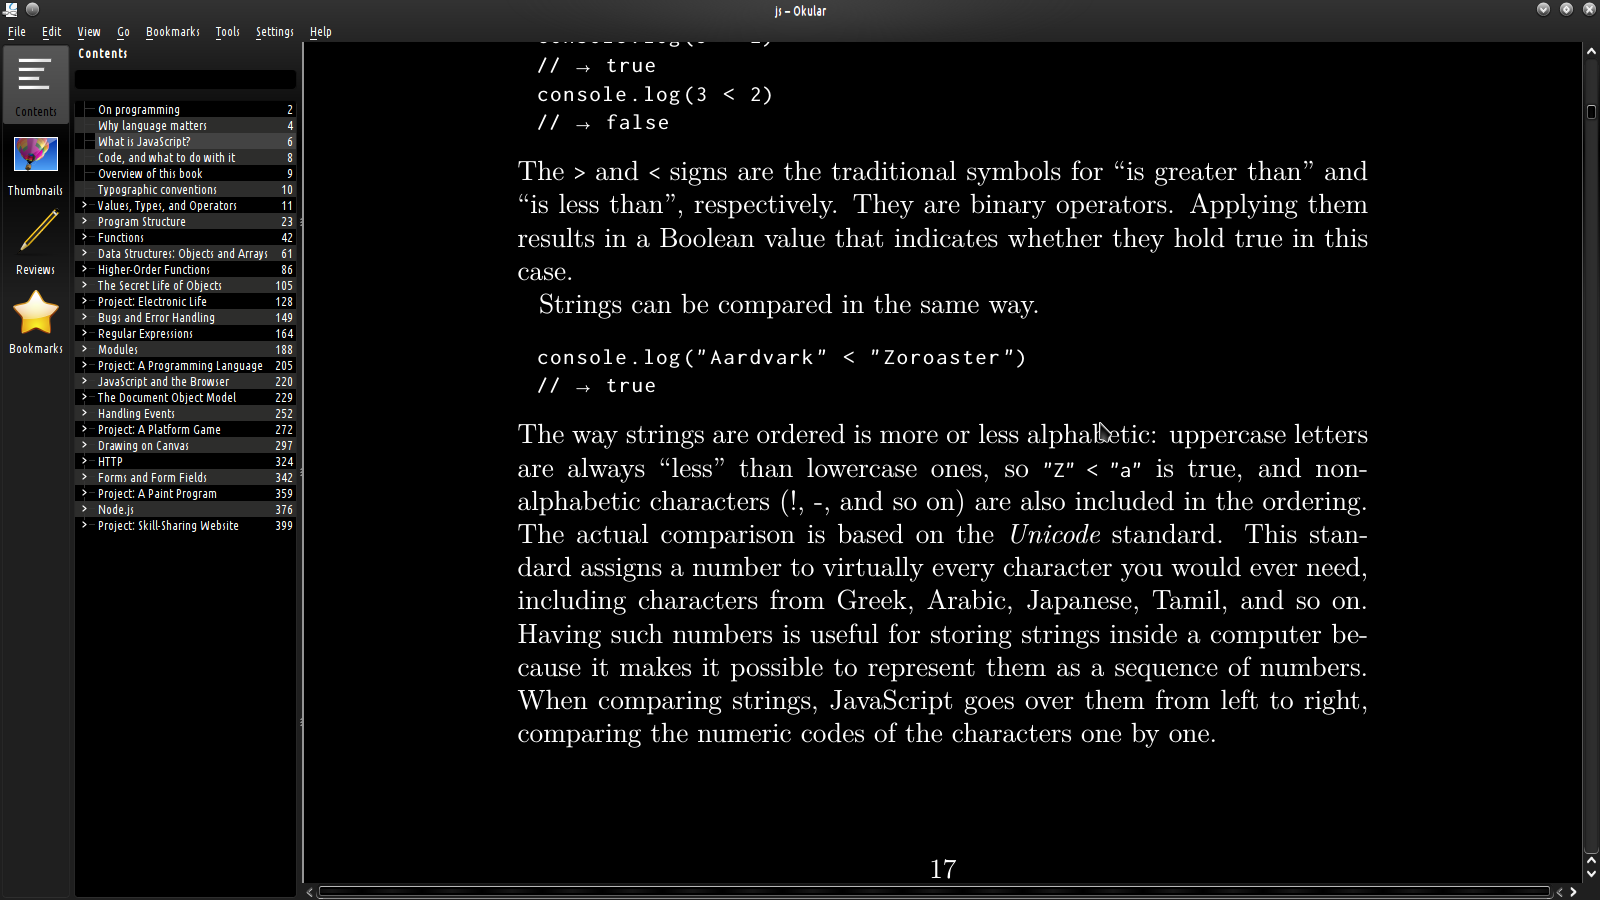 js – Okular
File Edit View Go Bookmarks Tools Settings Help
Contents
Thumbnails
Reviews
Bookmarks
Contents
On programming 2
Why language matters 4
What is JavaScript? 6
Code, and what to do with it 8
Overview of this book 9
Typographic conventions 10
Values, Types, and Operators 11
Program Structure 23
Functions 42
Data Structures: Objects and Arrays 61
Higher-Order Functions 86
The Secret Life of Objects 105
Project: Electronic Life 128
Bugs and Error Handling 149
Regular Expressions 164
Modules 188
Project: A Programming Language 205
JavaScript and the Browser 220
The Document Object Model 229
Handling Events 252
Project: A Platform Game 272
Drawing on Canvas 297
HTTP 324
Forms and Form Fields 342
Project: A Paint Program 359
Node.js 376
Project: Skill-Sharing Website 399
// → true
console.log(3 < 2)
// → false
The > and < signs are the traditional symbols for “is greater than” and
“is less than”, respectively. They are binary operators. Applying them
results in a Boolean value that indicates whether they hold true in this
case.
Strings can be compared in the same way.
console.log("Aardvark" < "Zoroaster")
// → true
The way strings are ordered is more or less alphabetic: uppercase letters
are always “less” than lowercase ones, so "Z" < "a" is true, and non-
alphabetic characters (!, -, and so on) are also included in the ordering.
The actual comparison is based on the Unicode standard. This stan-
dard assigns a number to virtually every character you would ever need,
including characters from Greek, Arabic, Japanese, Tamil, and so on.
Having such numbers is useful for storing strings inside a computer be-
cause it makes it possible to represent them as a sequence of numbers.
When comparing strings, JavaScript goes over them from left to right,
comparing the numeric codes of the characters one by one.
17